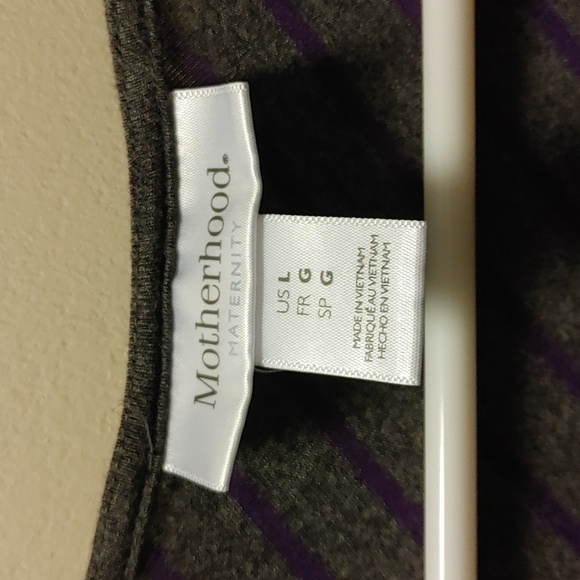 Motherhood®
MATERNITY
US L
FR G
SP G
MADE IN VIETNAM
FABRIQUÉ AU VIETNAM
HECHO EN VIETNAM